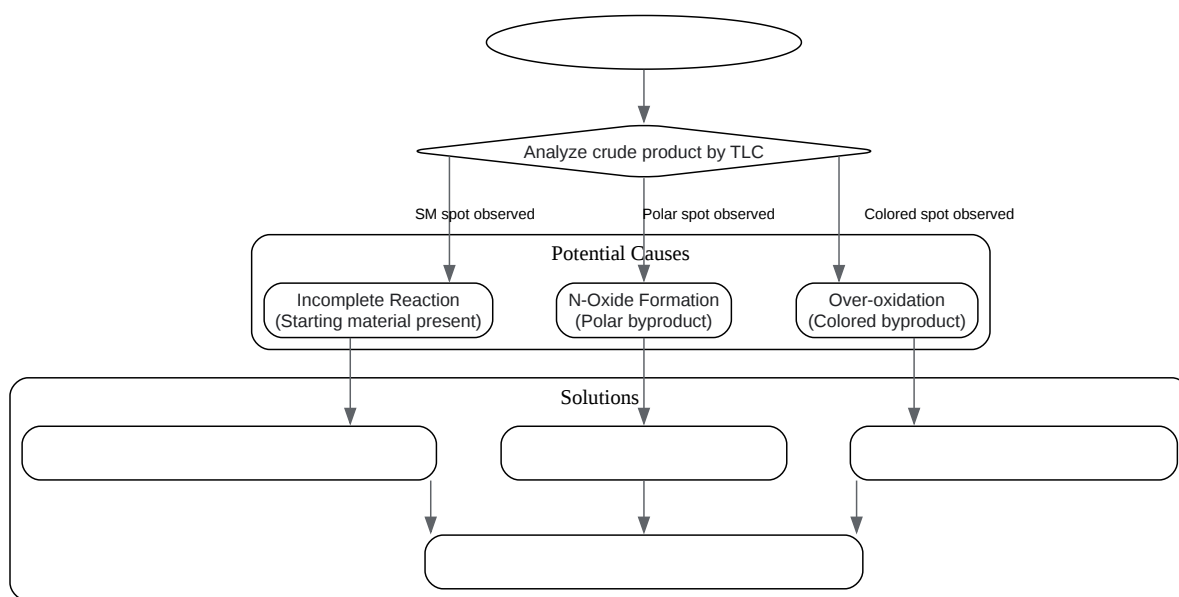 Analyze crude product by TLC
SM spot observed
Polar spot observed
Colored spot observed
Potential Causes
Incomplete Reaction
(Starting material present)
N-Oxide Formation
(Polar byproduct)
Over-oxidation
(Colored byproduct)
Solutions